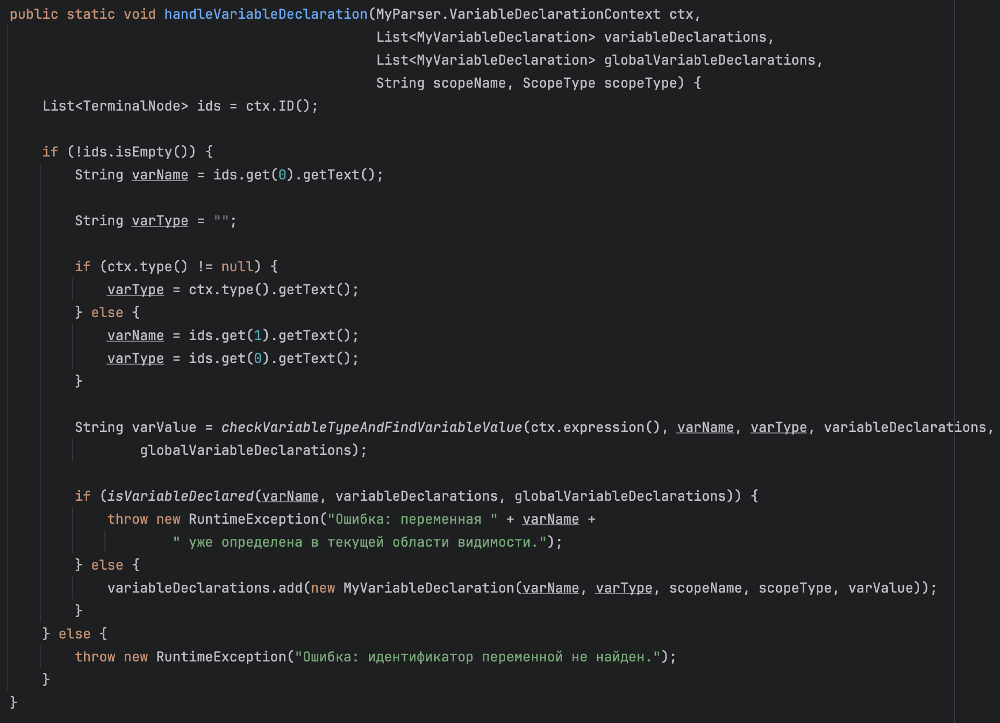 public static void handleVariableDeclaration(MyParser.VariableDeclarationContext ctx,
List<MyVariableDeclaration> variableDeclarations,
List<MyVariableDeclaration> globalVariableDeclarations,
String scopeName, ScopeType scopeType) {
List<TerminalNode> ids = ctx.ID();
if (!ids.isEmpty()) {
String varName = ids.get(0).getText();
String varType = "";
if (ctx.type() != null) {
varType = ctx.type().getText();
} else {
varName = ids.get(1).getText();
varType = ids.get(0).getText();
}
String varValue = checkVariableTypeAndFindVariableValue(ctx.expression(), varName, varType, variableDeclarations,
globalVariableDeclarations);
if (isVariableDeclared(varName, variableDeclarations, globalVariableDeclarations)) {
throw new RuntimeException("Ошибка: переменная " + varName +
" уже определена в текущей области видимости.");
} else {
variableDeclarations.add(new MyVariableDeclaration(varName, varType, scopeName, scopeType, varValue));
}
} else {
throw new RuntimeException("Ошибка: идентификатор переменной не найден.");
}
}